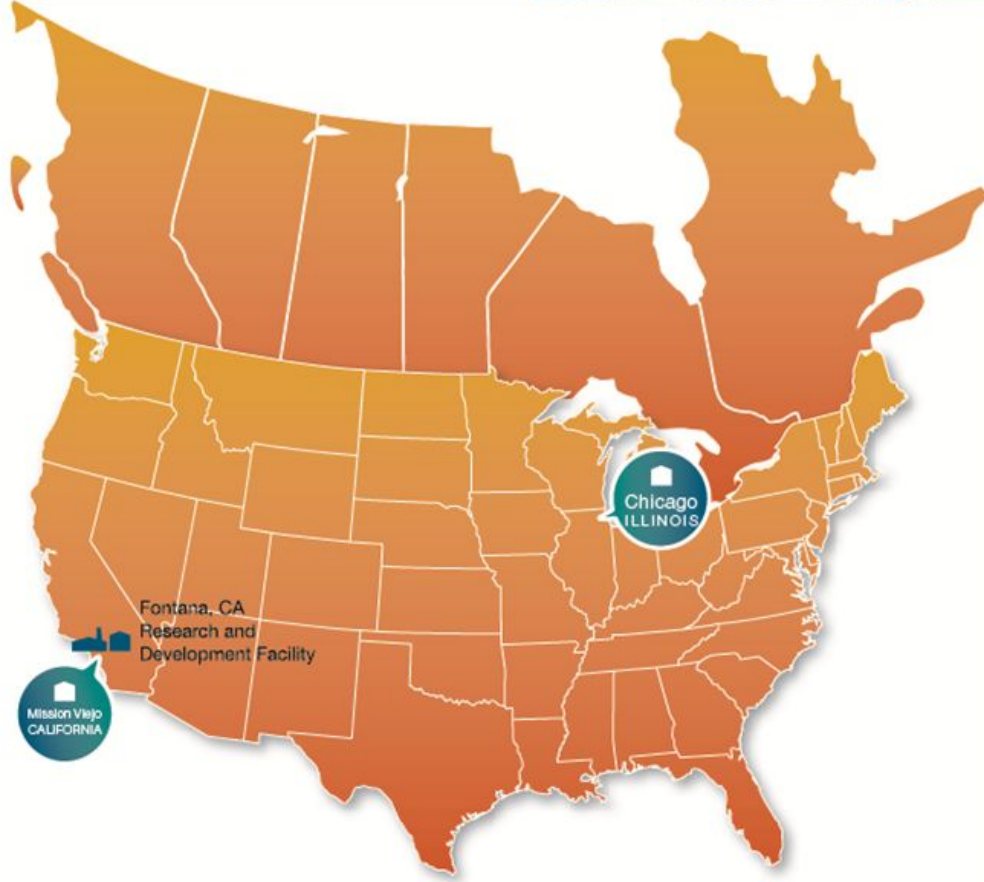 Chicago
ILLINOIS
Fontana, CA
Research and
Development Facility
Mission Viejo
CALIFORNIA